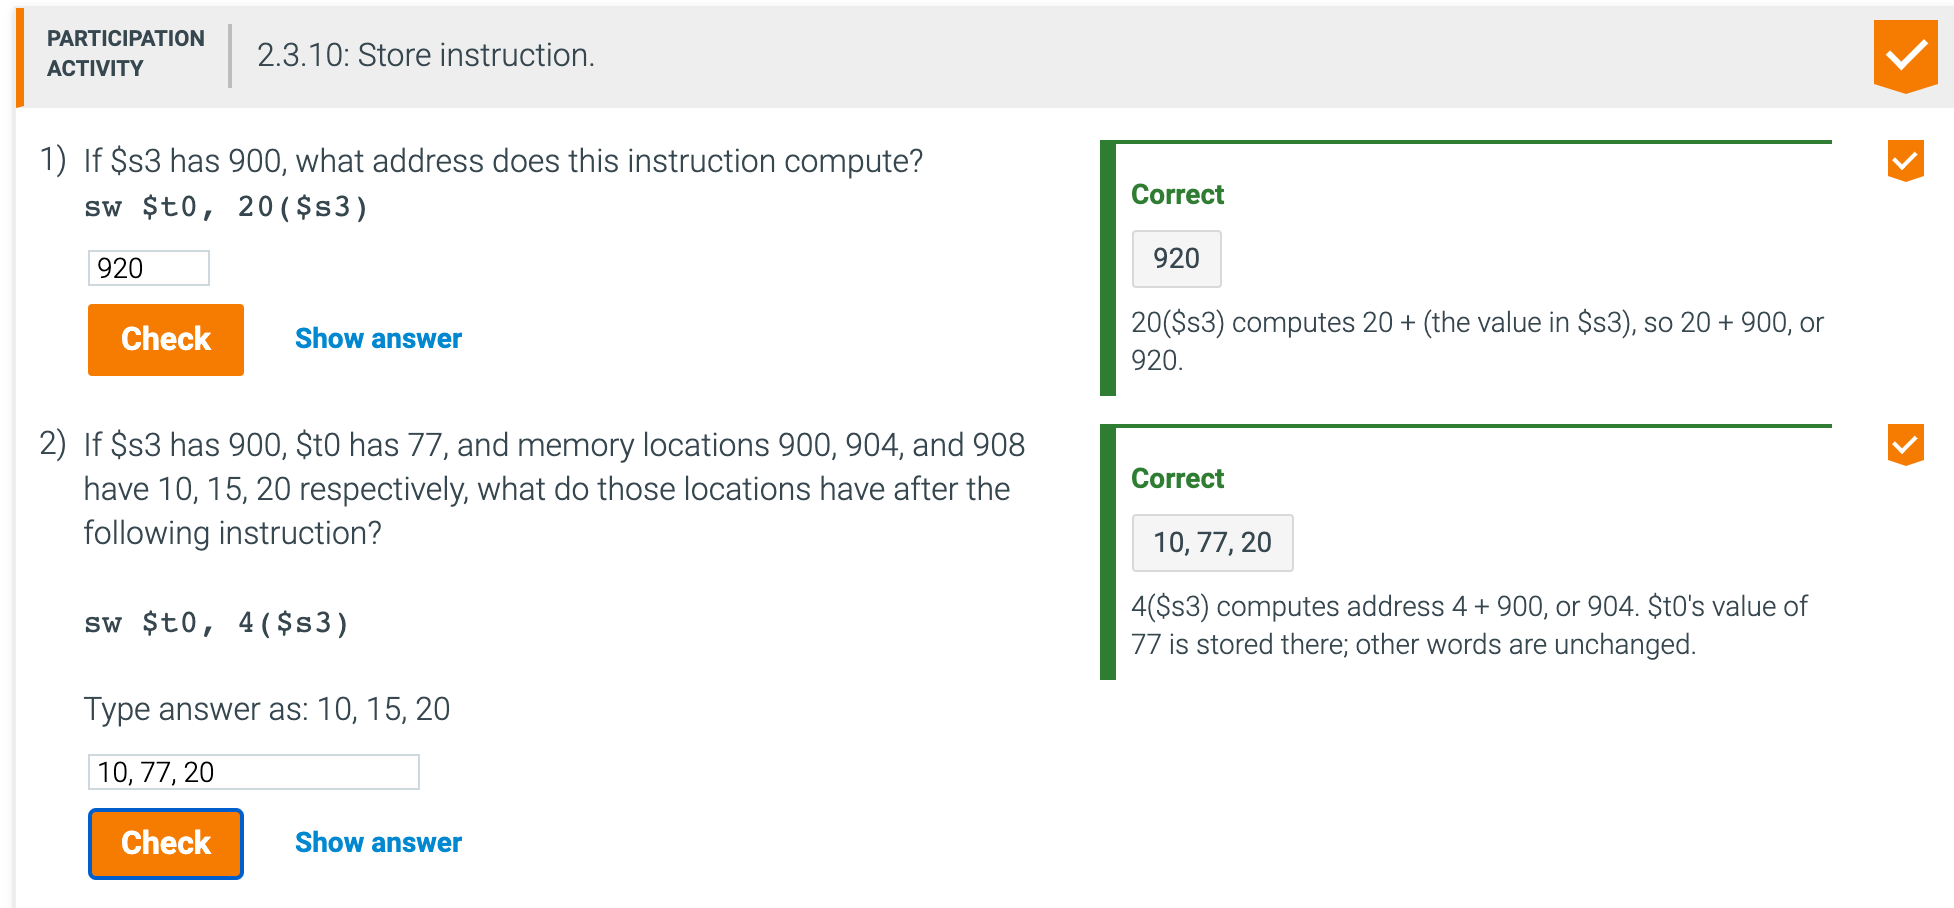 PARTICIPATION
ACTIVITY
2.3.10: Store instruction.
1) If $s3 has 900, what address does this instruction compute?
sw $t0, 20($s3)
920
Check
Show answer
Correct
920
20($s3) computes 20 + (the value in $s3), so 20 + 900, or
920.
2) If $s3 has 900, $t0 has 77, and memory locations 900, 904, and 908
have 10, 15, 20 respectively, what do those locations have after the
following instruction?
sw $t0, 4($s3)
Type answer as: 10, 15, 20
10, 77, 20
Check
Show answer
Correct
10, 77, 20
4($s3) computes address 4 + 900, or 904. $t0's value of
77 is stored there; other words are unchanged.